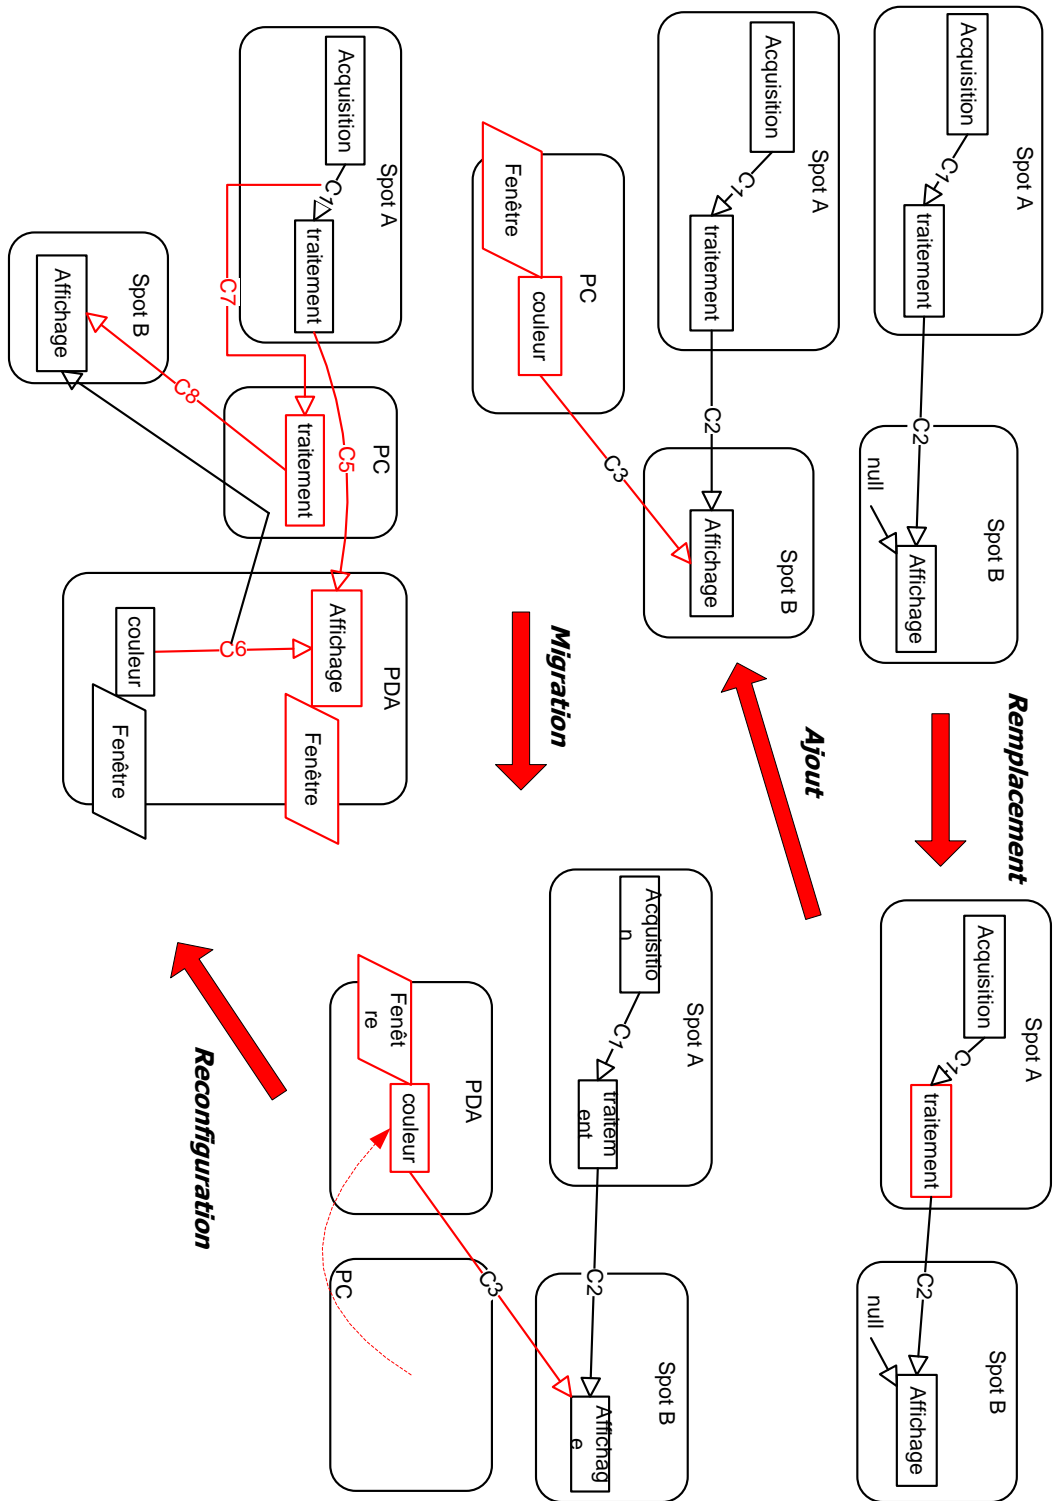 Spot A
Acquisition
C1
traitement
C2
Spot B
null
Affichage
Remplacement
Spot A
Acquisition
C1
traitement
C2
Spot B
null
Affichage
Ajout
Spot A
Acquisition
C1
traitement
C2
Spot B
Affichage
PC
Fenêtre
couleur
C3
Migration
Spot A
Acquisitio
n
C1
traitem
ent
C2
Spot B
Affichag
e
PDA
Fenêt
re
couleur
C3
PC
Reconfiguration
Spot A
Acquisition
C1
traitement
C7
C5
PC
traitement
C8
Spot B
Affichage
PDA
Affichage
Fenêtre
C6
couleur
Fenêtre